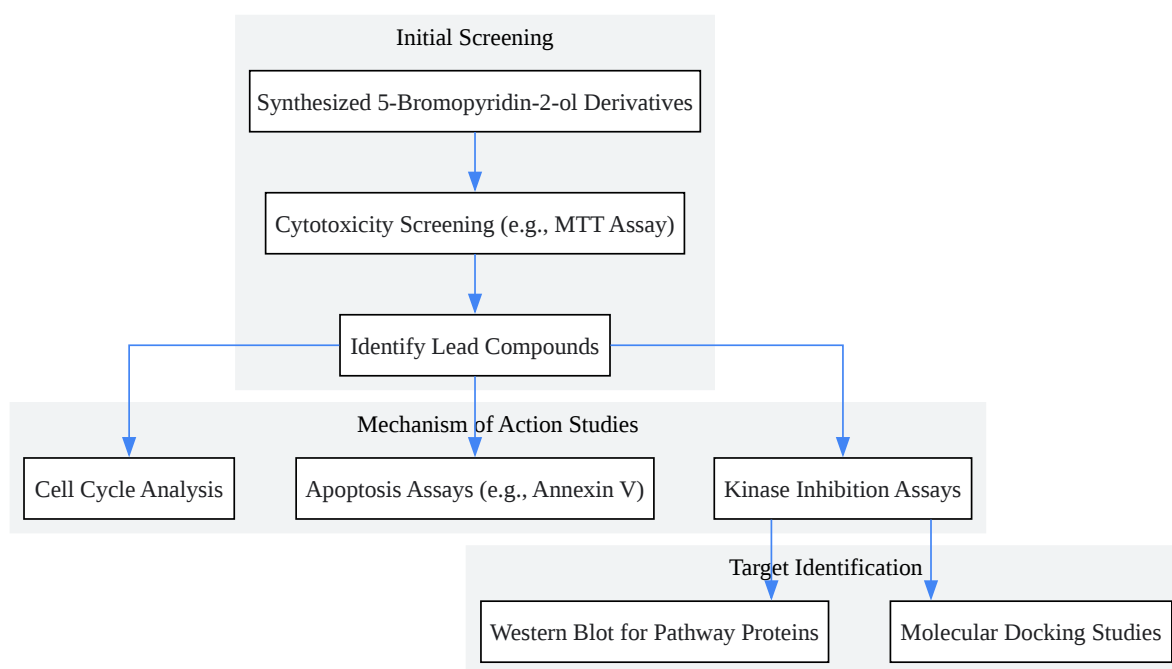 Initial Screening
Synthesized 5-Bromopyridin-2-ol Derivatives
Cytotoxicity Screening (e.g., MTT Assay)
Identify Lead Compounds
Mechanism of Action Studies
Cell Cycle Analysis
Apoptosis Assays (e.g., Annexin V)
Kinase Inhibition Assays
Target Identification
Western Blot for Pathway Proteins
Molecular Docking Studies